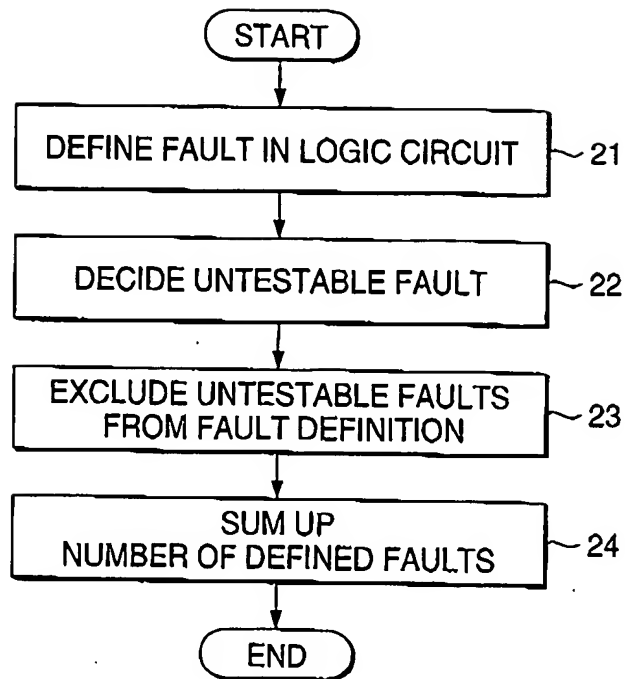 START
DEFINE FAULT IN LOGIC CIRCUIT
21
DECIDE UNTESTABLE FAULT
22
EXCLUDE UNTESTABLE FAULTS
FROM FAULT DEFINITION
23
SUM UP
NUMBER OF DEFINED FAULTS
24
END